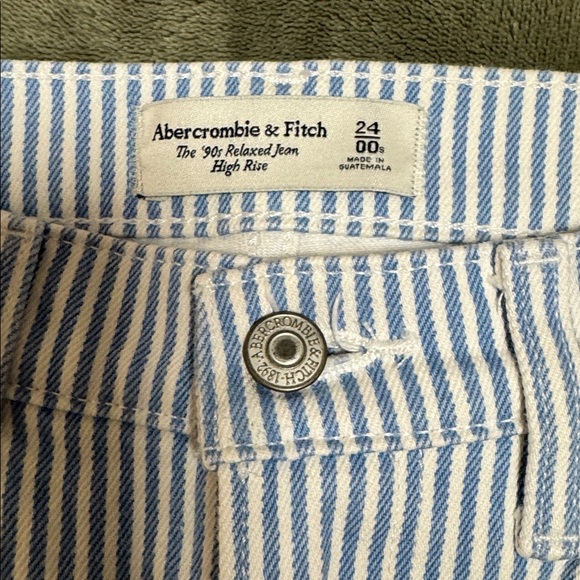 Abercrombie & Fitch
The '90s Relaxed Jean
High Rise
24
00s
MADE IN
GUATEMALA
ABERCROMBIE & FITCH · 1892 ·